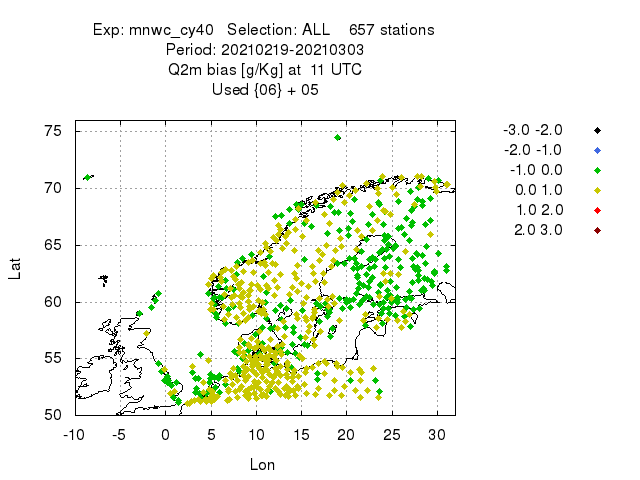 Exp: mnwc_cy40   Selection: ALL    657 stations
Period: 20210219-20210303
Q2m bias [g/Kg] at  11 UTC
Used {06} + 05
-3.0 -2.0
-2.0 -1.0
-1.0 0.0
0.0 1.0
1.0 2.0
2.0 3.0
75
70
65
60
55
50
Lat
-10 -5 0 5 10 15 20 25 30
Lon